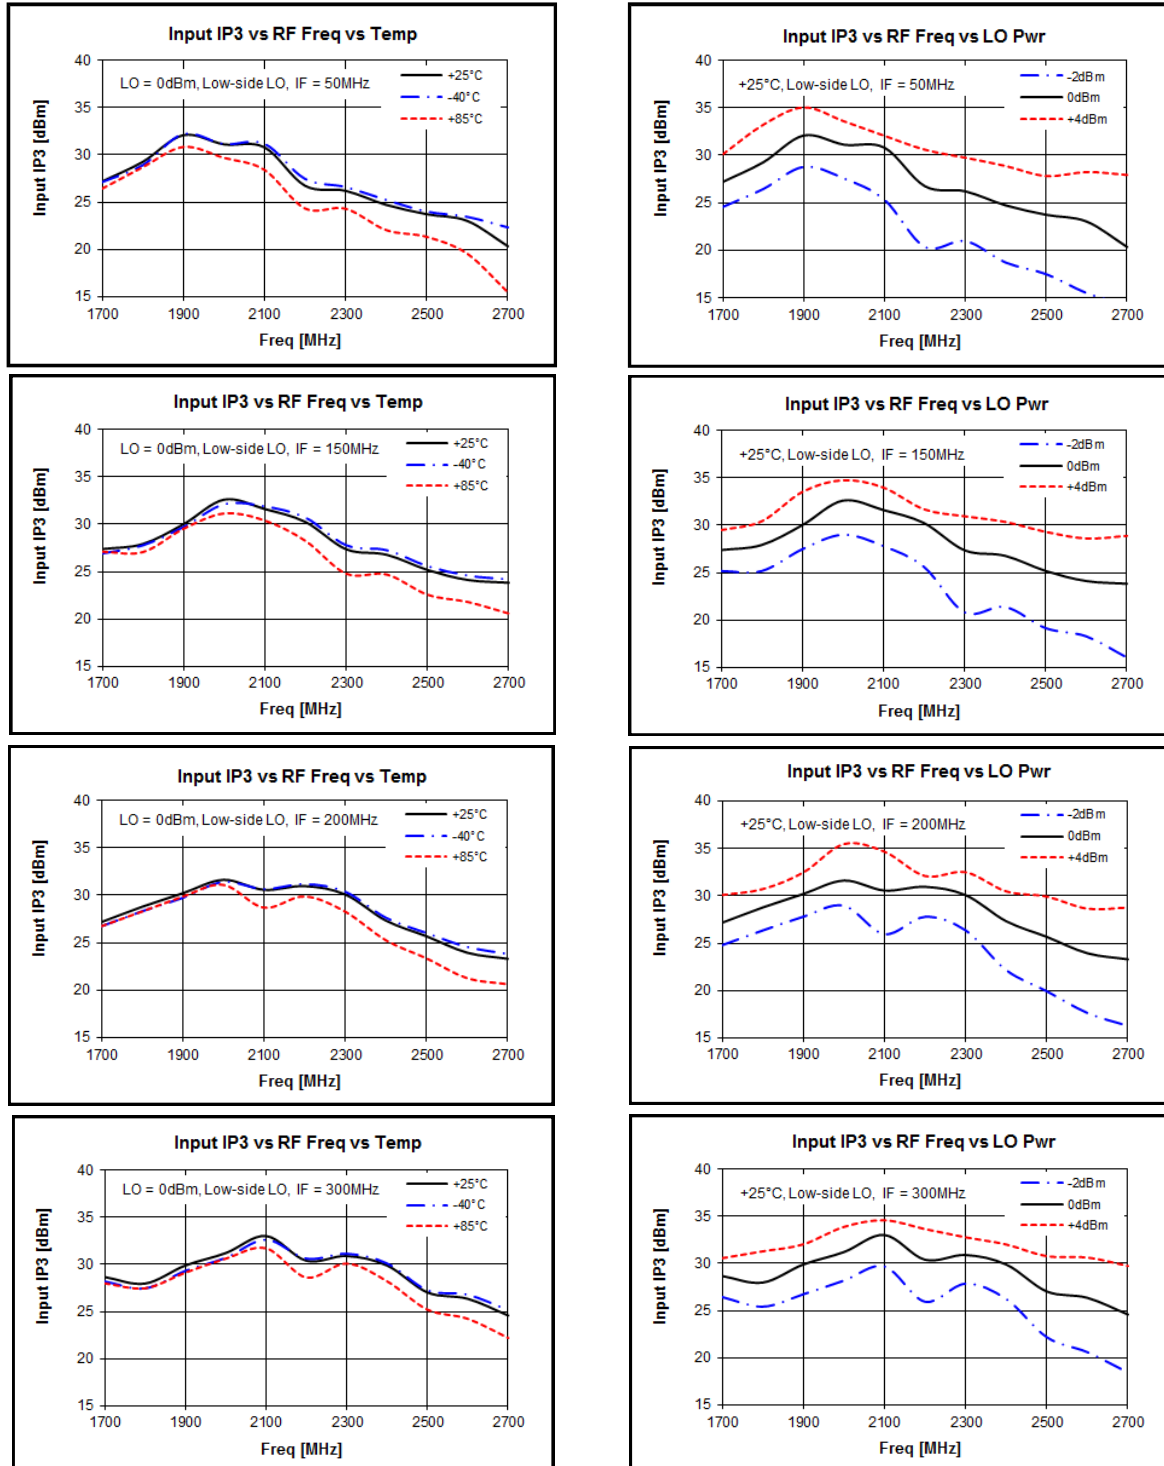 Input IP3 vs RF Freq vs Temp
LO = 0dBm, Low-side LO, IF = 50MHz
+25°C
-40°C
+85°C
Input IP3 [dBm]
40
35
30
25
20
15
1700 1900 2100 2300 2500 2700
Freq [MHz]
Input IP3 vs RF Freq vs LO Pwr
+25°C, Low-side LO, IF = 50MHz
-2dBm
0dBm
+4dBm
Input IP3 [dBm]
40
35
30
25
20
15
1700 1900 2100 2300 2500 2700
Freq [MHz]
Input IP3 vs RF Freq vs Temp
LO = 0dBm, Low-side LO, IF = 150MHz
+25°C
-40°C
+85°C
Input IP3 [dBm]
40
35
30
25
20
15
1700 1900 2100 2300 2500 2700
Freq [MHz]
Input IP3 vs RF Freq vs LO Pwr
+25°C, Low-side LO, IF = 150MHz
-2dBm
0dBm
+4dBm
Input IP3 [dBm]
40
35
30
25
20
15
1700 1900 2100 2300 2500 2700
Freq [MHz]
Input IP3 vs RF Freq vs Temp
LO = 0dBm, Low-side LO, IF = 200MHz
+25°C
-40°C
+85°C
Input IP3 [dBm]
40
35
30
25
20
15
1700 1900 2100 2300 2500 2700
Freq [MHz]
Input IP3 vs RF Freq vs LO Pwr
+25°C, Low-side LO, IF = 200MHz
-2dBm
0dBm
+4dBm
Input IP3 [dBm]
40
35
30
25
20
15
1700 1900 2100 2300 2500 2700
Freq [MHz]
Input IP3 vs RF Freq vs Temp
LO = 0dBm, Low-side LO, IF = 300MHz
+25°C
-40°C
+85°C
Input IP3 [dBm]
40
35
30
25
20
15
1700 1900 2100 2300 2500 2700
Freq [MHz]
Input IP3 vs RF Freq vs LO Pwr
+25°C, Low-side LO, IF = 300MHz
-2dBm
0dBm
+4dBm
Input IP3 [dBm]
40
35
30
25
20
15
1700 1900 2100 2300 2500 2700
Freq [MHz]